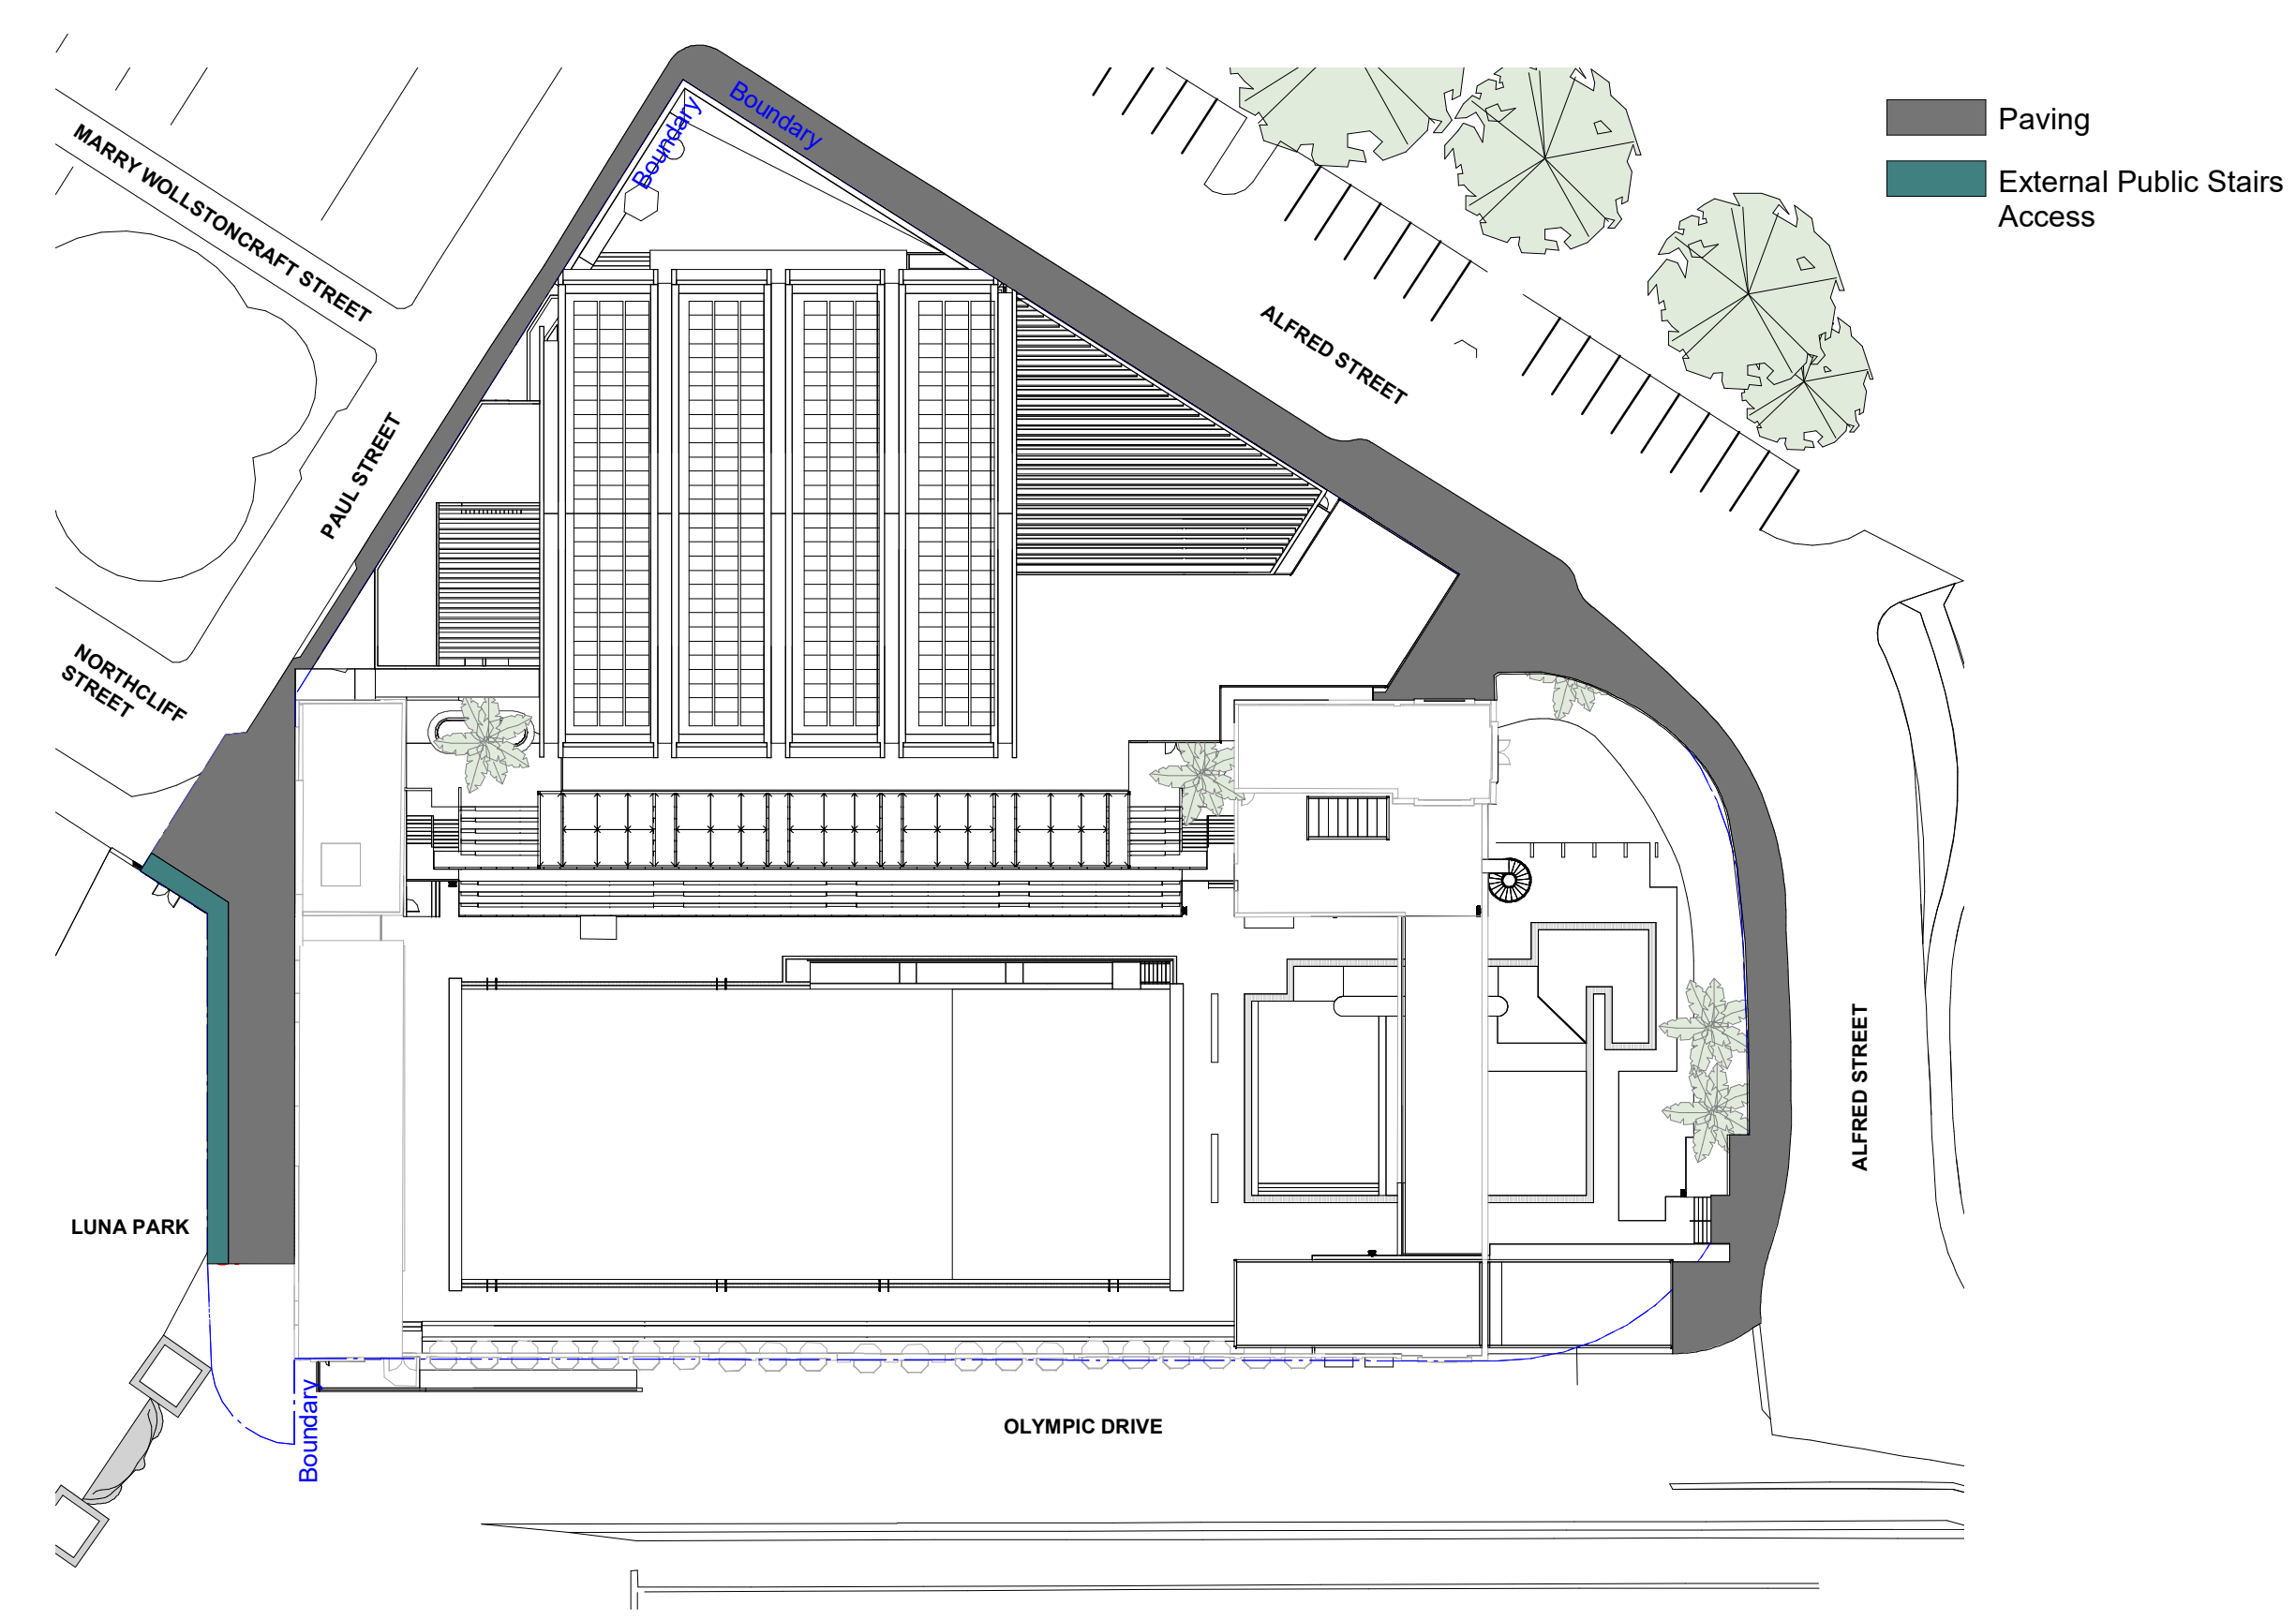 Boundary
Boundary
Paving
External Public Stairs
Access
MARRY WOLLSTONCRAFT STREET
ALFRED STREET
PAUL STREET
NORTHCLIFF
STREET
ALFRED STREET
LUNA PARK
Boundary
OLYMPIC DRIVE